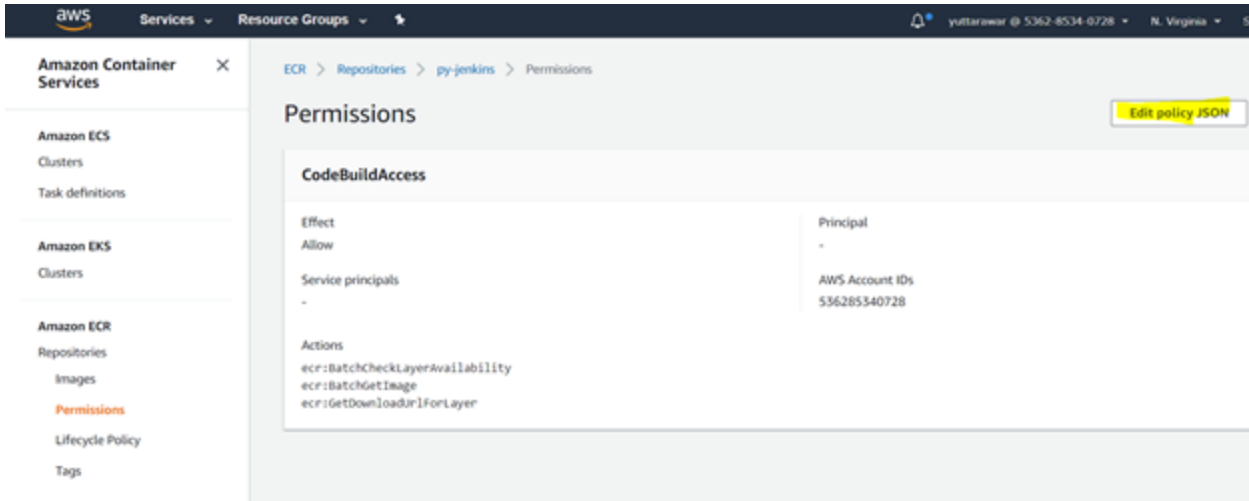 aws Services Resource Groups yuttarawar @ 5362-8534-0728 N. Virginia S
Amazon Container
Services
ECR > Repositories > py-jenkins > Permissions
Permissions
Edit policy JSON
Amazon ECS
Clusters
Task definitions
Amazon EKS
Clusters
Amazon ECR
Repositories
Images
Permissions
Lifecycle Policy
Tags
CodeBuildAccess
Effect
Allow
Principal
-
Service principals
-
AWS Account IDs
536285340728
Actions
ecr:BatchCheckLayerAvailability
ecr:BatchGetImage
ecr:GetDownloadUrlForLayer